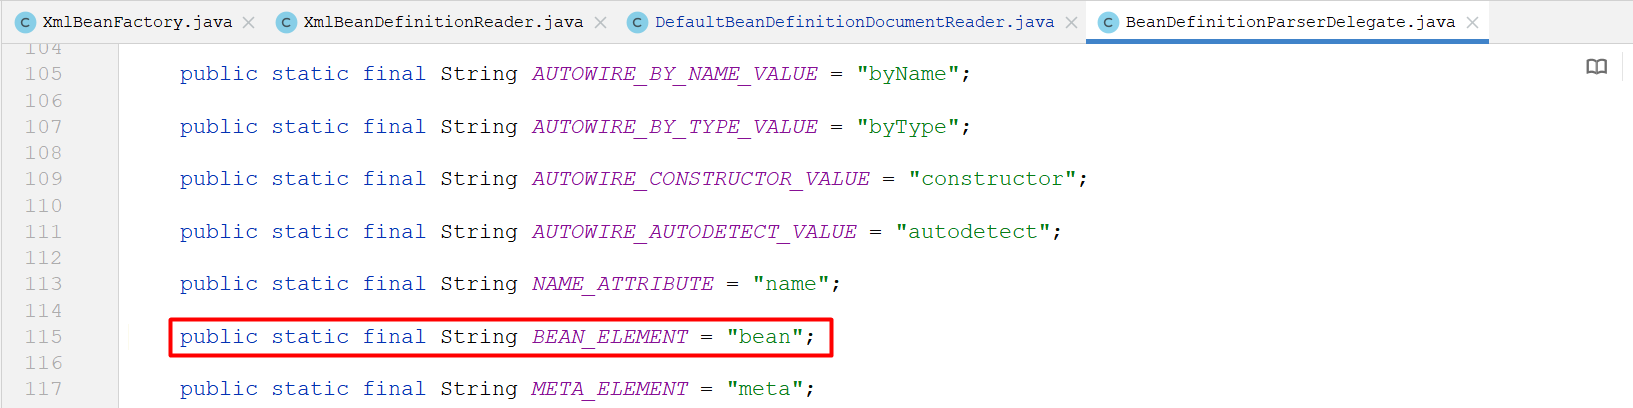 XmlBeanFactory.java XmlBeanDefinitionReader.java DefaultBeanDefinitionDocumentReader.java BeanDefinitionParserDelegate.java
104
105 public static final String AUTOWIRE_BY_NAME_VALUE = "byName";
106
107 public static final String AUTOWIRE_BY_TYPE_VALUE = "byType";
108
109 public static final String AUTOWIRE_CONSTRUCTOR_VALUE = "constructor";
110
111 public static final String AUTOWIRE_AUTODETECT_VALUE = "autodetect";
112
113 public static final String NAME_ATTRIBUTE = "name";
114
115 public static final String BEAN_ELEMENT = "bean";
116
117 public static final String META_ELEMENT = "meta";